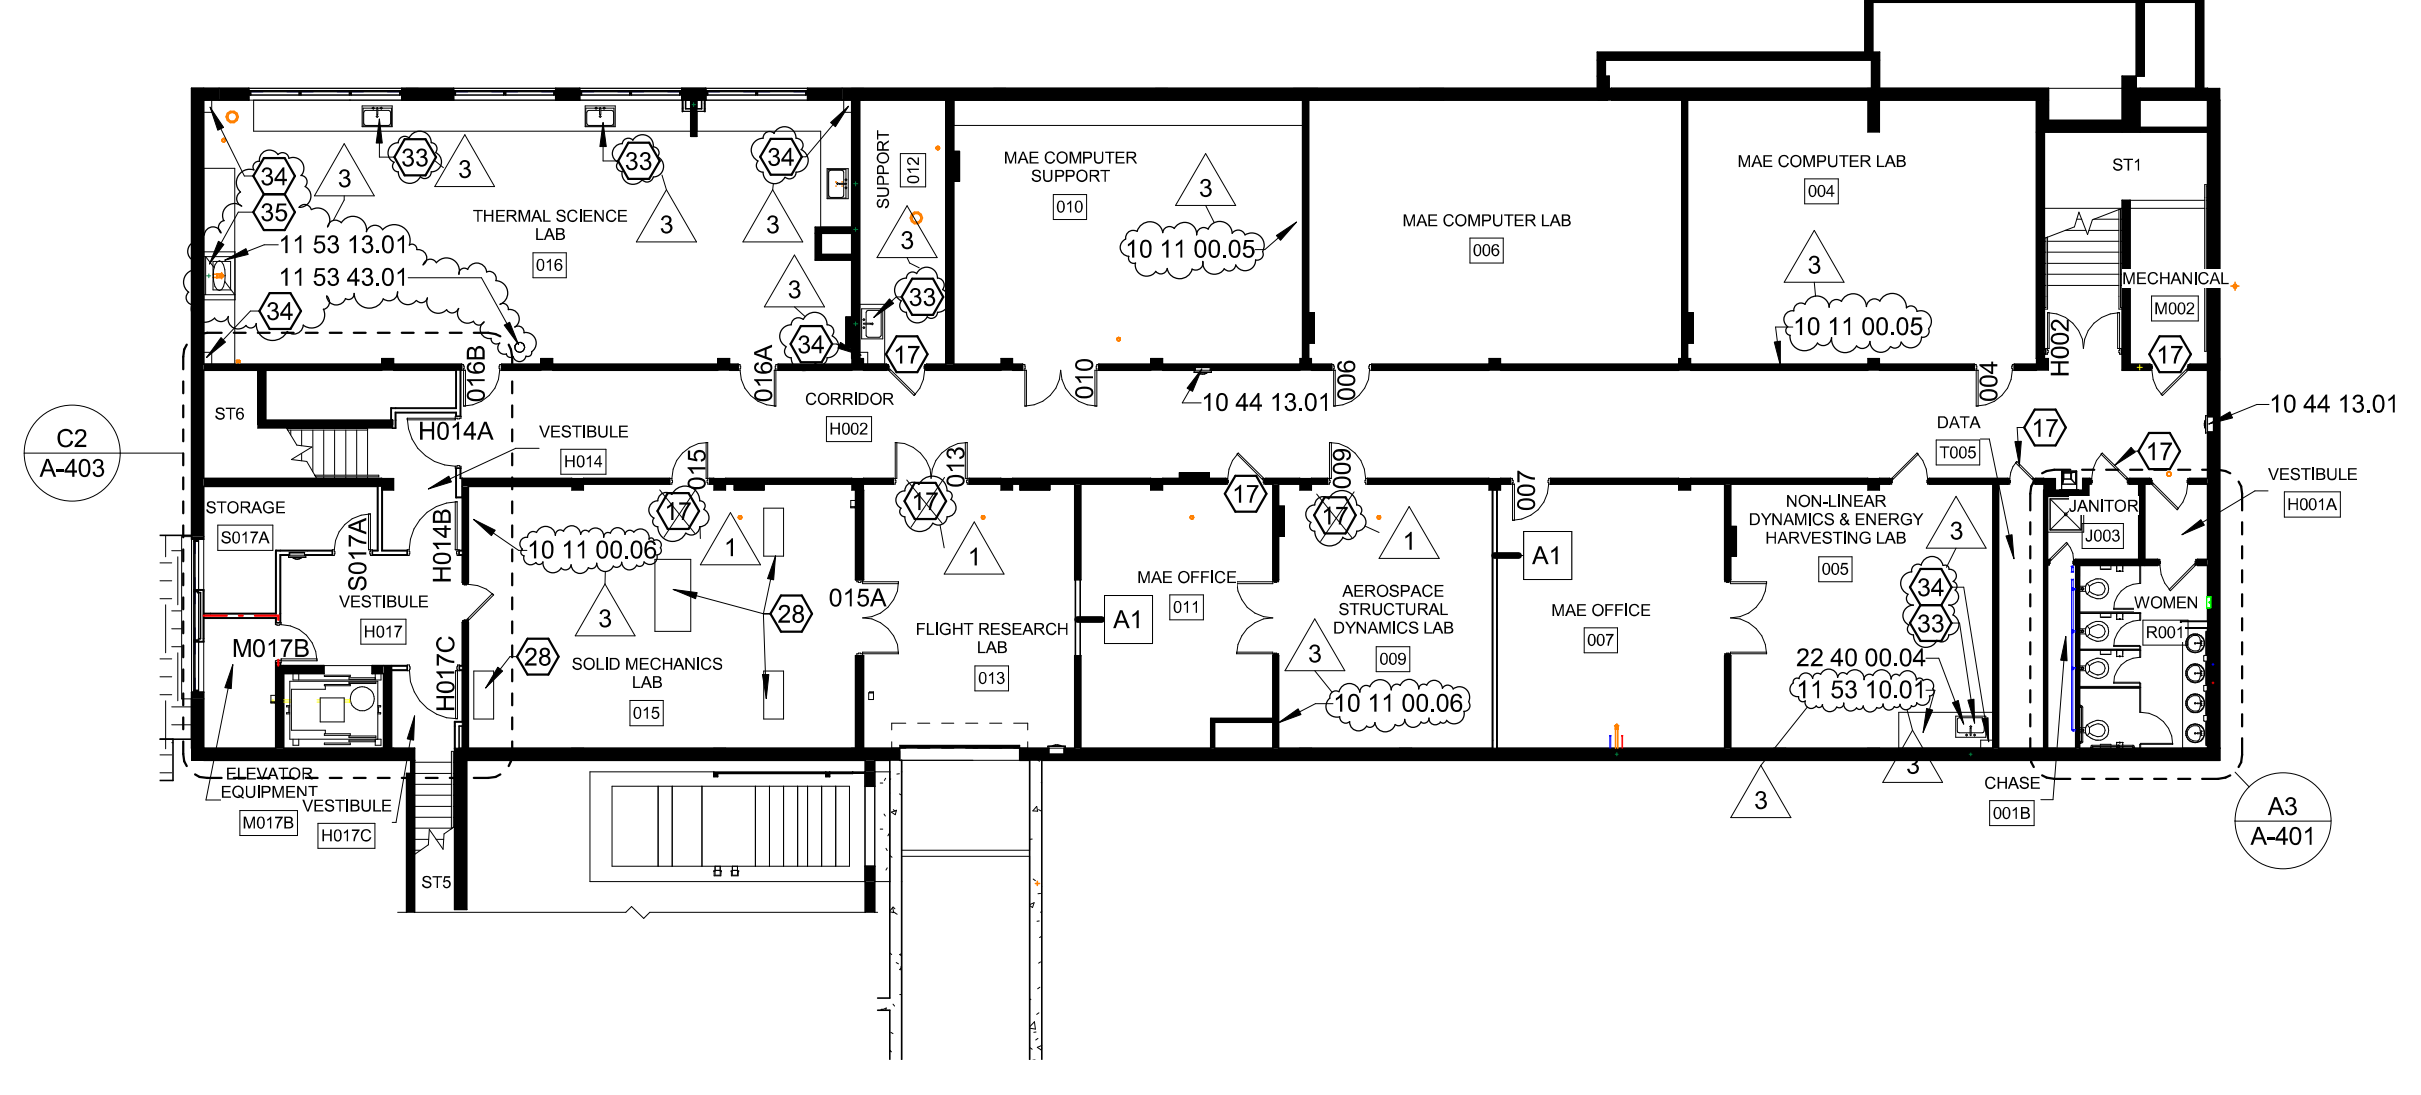 33
3
33
34
3
3
3
34
35
THERMAL SCIENCE
LAB
016
11 53 13.01
11 53 43.01
34
3
34
SUPPORT
012
3
33
17
MAE COMPUTER
SUPPORT
010
3
10 11 00.05
MAE COMPUTER LAB
006
MAE COMPUTER LAB
004
3
10 11 00.05
ST1
MECHANICAL
M002
17
H002
016B
016A
010
006
004
10 44 13.01
10 44 13.01
CORRIDOR
H002
ST6
H014A
VESTIBULE
H014
C2
A-403
015
013
009
007
DATA
T005
17
17
VESTIBULE
H001A
STORAGE
S017A
S017A
H014B
VESTIBULE
H017
M017B
H017C
10 11 00.06
3
17
1
28
28
SOLID MECHANICS
LAB
015
015A
17
1
FLIGHT RESEARCH
LAB
013
A1
17
MAE OFFICE
011
17
1
AEROSPACE
STRUCTURAL
DYNAMICS LAB
009
3
10 11 00.06
A1
MAE OFFICE
007
NON-LINEAR
DYNAMICS & ENERGY
HARVESTING LAB
005
3
34
33
22 40 00.04
11 53 10.01
3
3
JANITOR
J003
WOMEN
R001
CHASE
001B
A3
A-401
ELEVATOR
EQUIPMENT
M017B
VESTIBULE
H017C
ST5